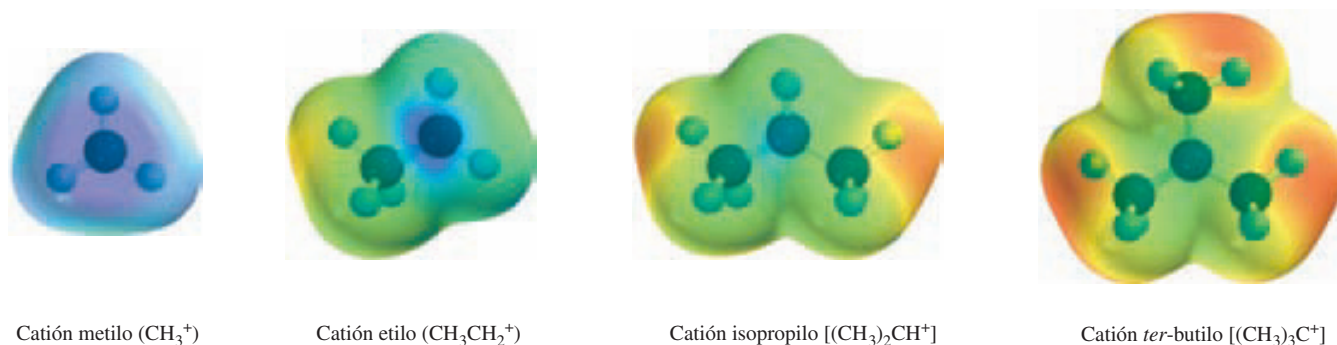 Catión metilo (CH₃⁺)
Catión etilo (CH₃CH₂⁺)
Catión isopropilo [(CH₃)₂CH⁺]
Catión ter-butilo [(CH₃)₃C⁺]